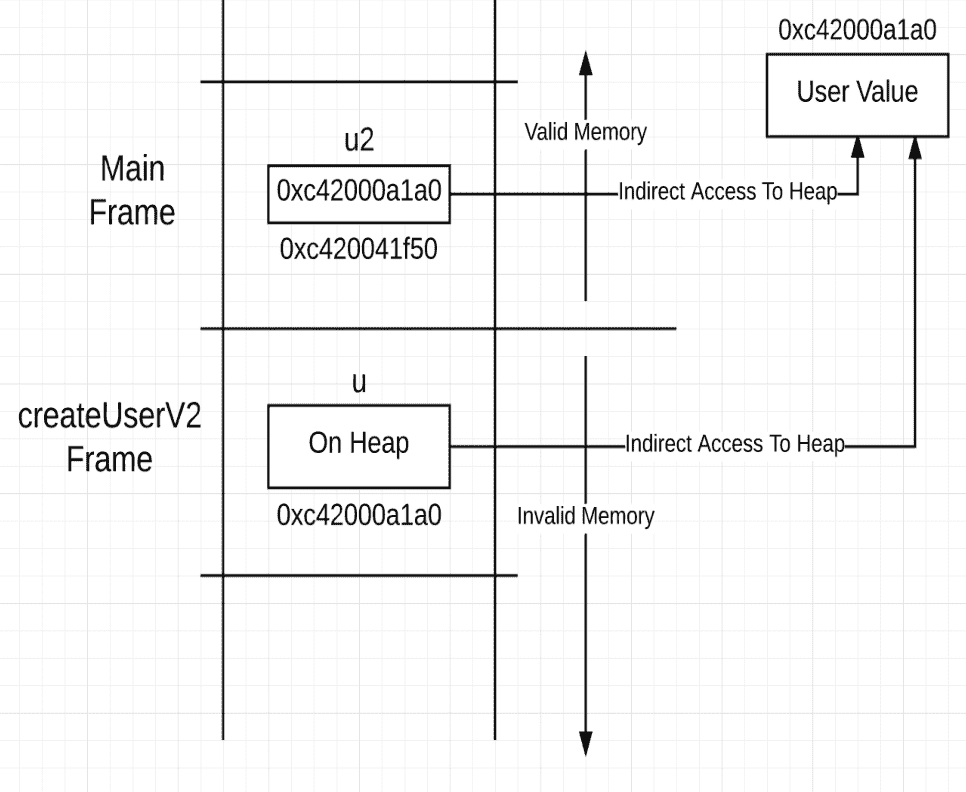 0xc42000a1a0
User Value
Valid Memory
u2
Main
Frame
0xc42000a1a0
Indirect Access To Heap
0xc420041f50
u
createUserV2
Frame
On Heap
Indirect Access To Heap
0xc42000a1a0
Invalid Memory